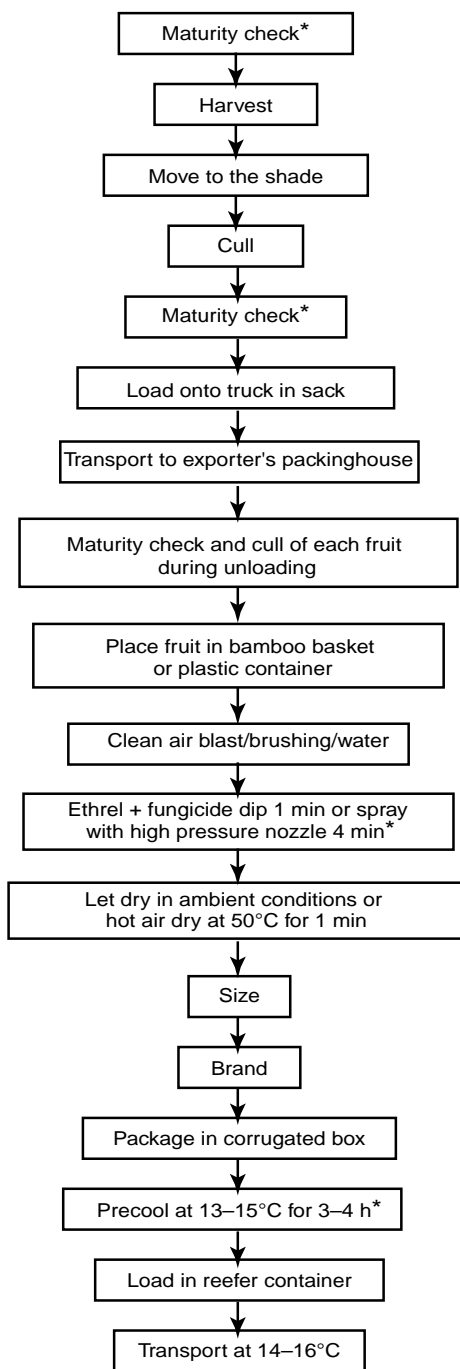 Maturity check*
Harvest
Move to the shade
Cull
Maturity check*
Load onto truck in sack
Transport to exporter's packinghouse
Maturity check and cull of each fruit
during unloading
Place fruit in bamboo basket
or plastic container
Clean air blast/brushing/water
Ethrel + fungicide dip 1 min or spray
with high pressure nozzle 4 min*
Let dry in ambient conditions or
hot air dry at 50°C for 1 min
Size
Brand
Package in corrugated box
Precool at 13–15°C for 3–4 h*
Load in reefer container
Transport at 14–16°C